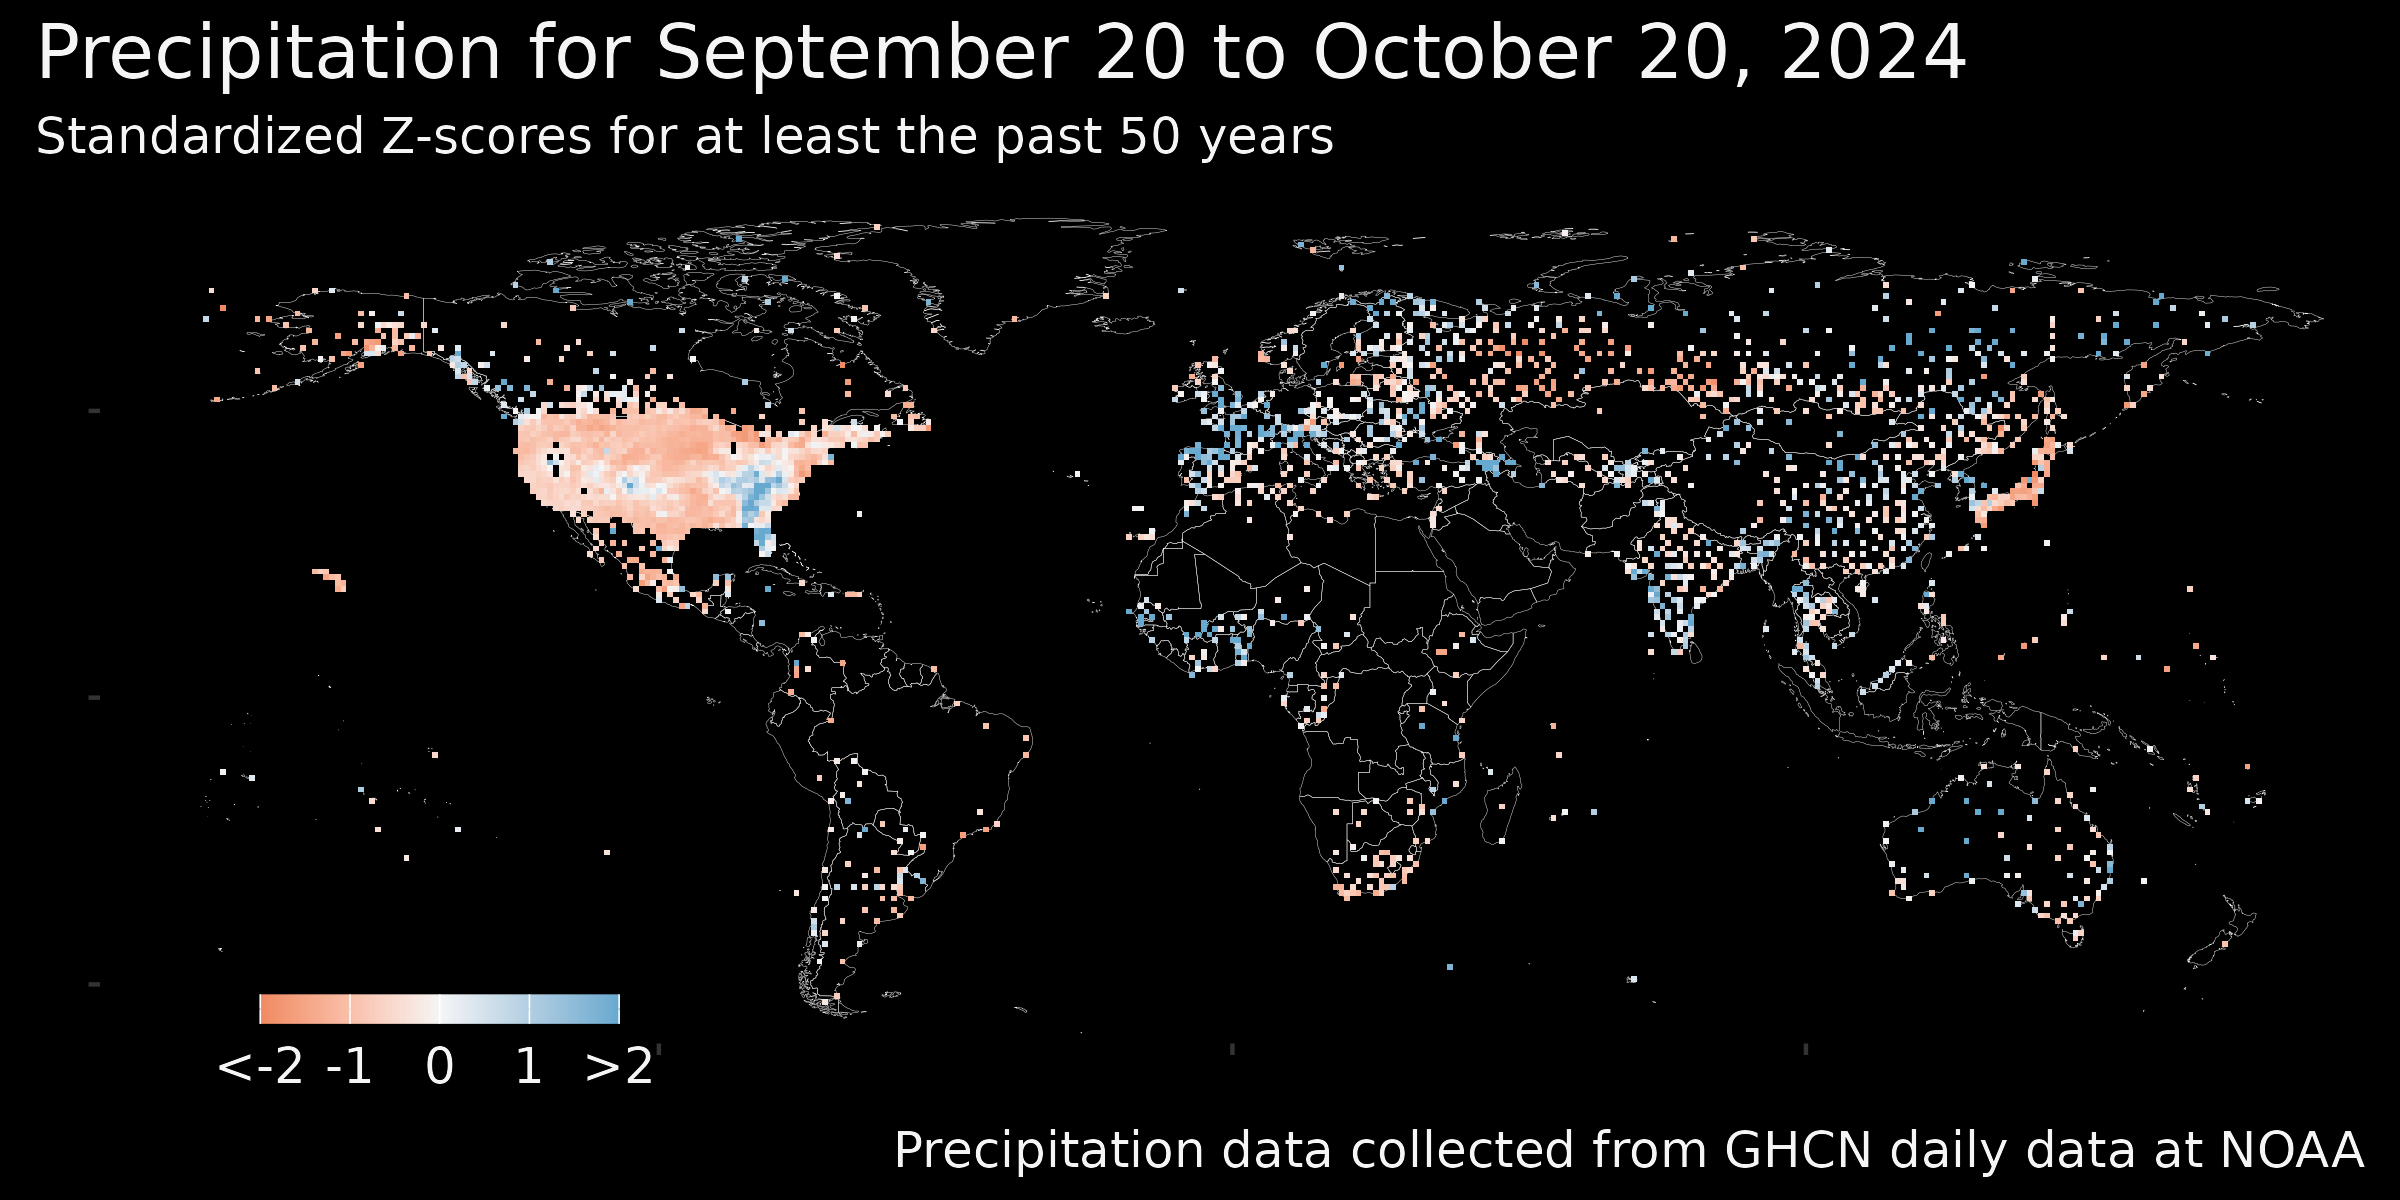 Precipitation for September 20 to October 20, 2024
Standardized Z-scores for at least the past 50 years
<-2 -1 0 1 >2
Precipitation data collected from GHCN daily data at NOAA